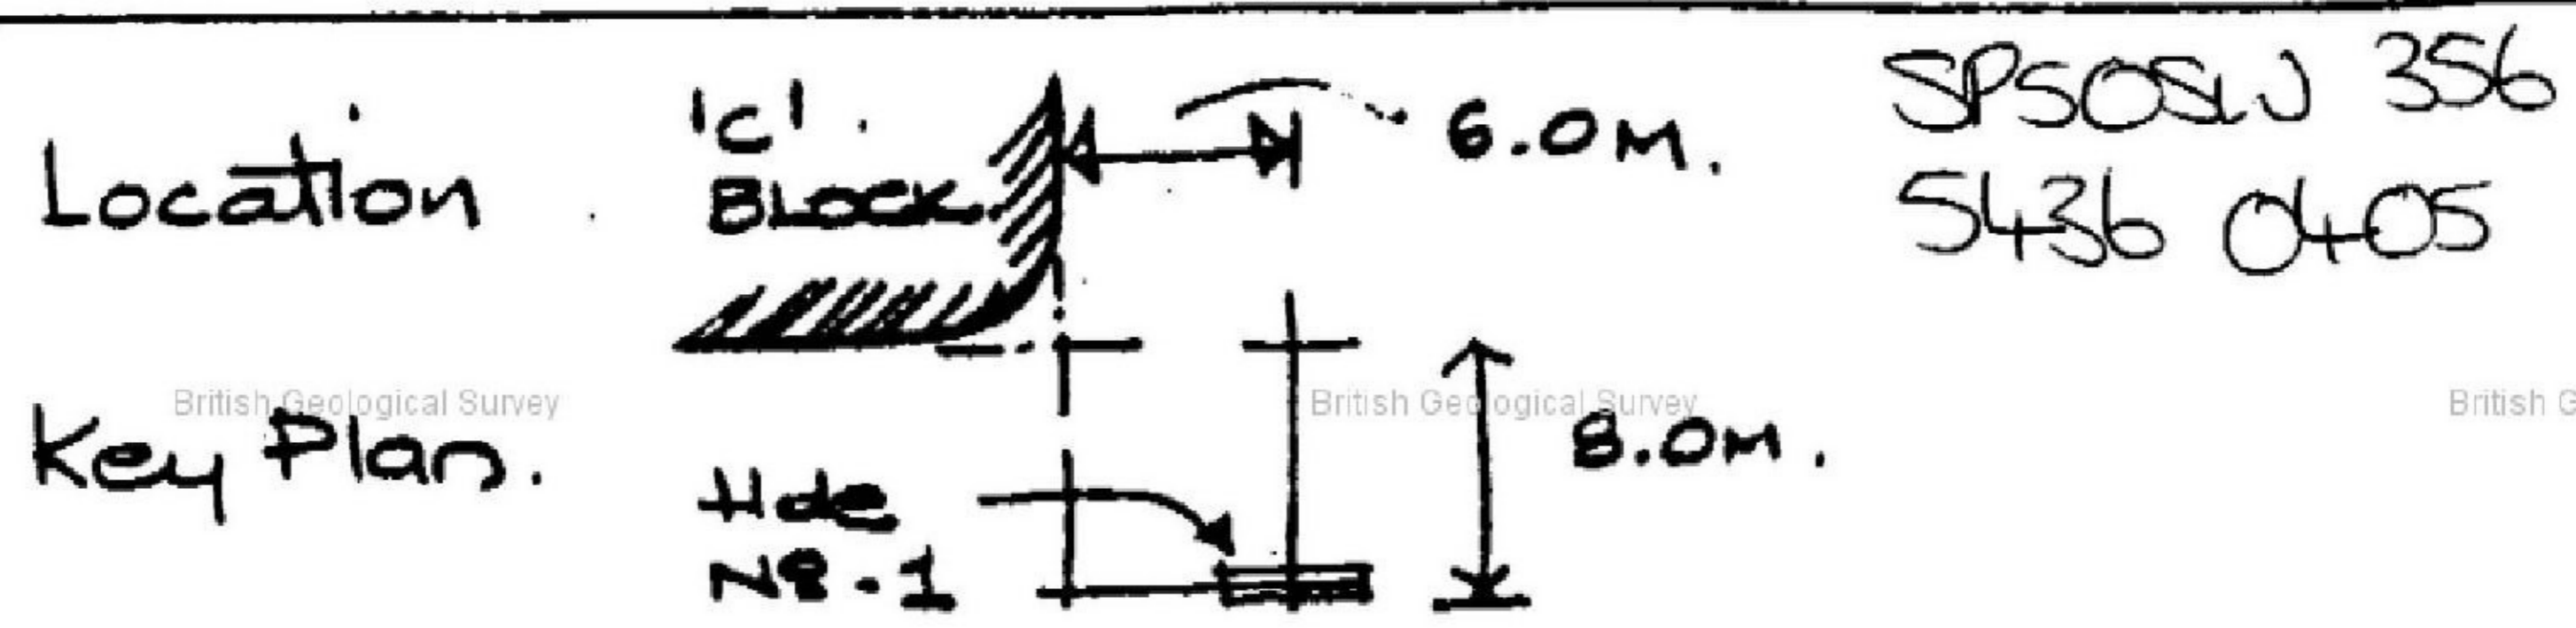 Location
Key Plan.
'C'.
BLOCK
6.0M.
SP50SW 356
5436 0405
8.0M.
Hole
No.-1
British Geological Survey
British Geological Survey
British G